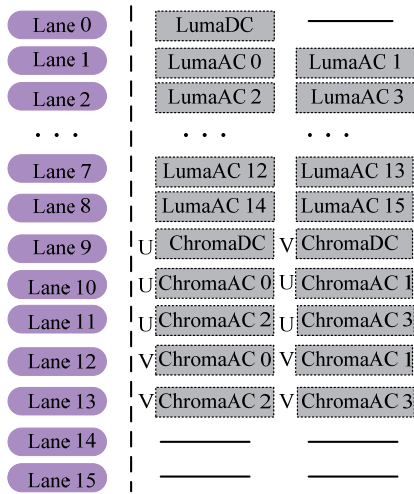 Lane 0 LumaDC
Lane 1 LumaAC 0 LumaAC 1
Lane 2 LumaAC 2 LumaAC 3
· · · · · · · · ·
Lane 7 LumaAC 12 LumaAC 13
Lane 8 LumaAC 14 LumaAC 15
Lane 9 U ChromaDC V ChromaDC
Lane 10 U ChromaAC 0 U ChromaAC 1
Lane 11 U ChromaAC 2 U ChromaAC 3
Lane 12 V ChromaAC 0 V ChromaAC 1
Lane 13 V ChromaAC 2 V ChromaAC 3
Lane 14
Lane 15